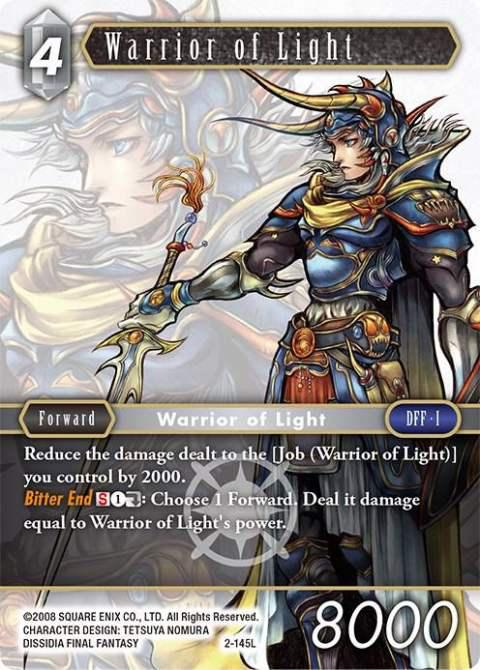 4
Warrior of Light
Forward
Warrior of Light
DFF · I
Reduce the damage dealt to the [Job (Warrior of Light)]
you control by 2000.
Bitter End S 1 : Choose 1 Forward. Deal it damage
equal to Warrior of Light's power.
©2008 SQUARE ENIX CO., LTD. All Rights Reserved.
CHARACTER DESIGN: TETSUYA NOMURA
DISSIDIA FINAL FANTASY
2-145L
8000